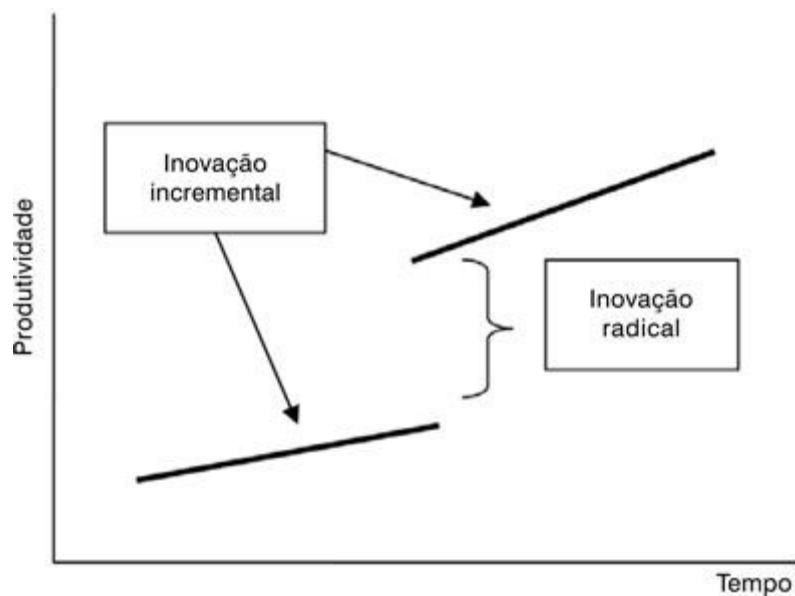 Inovação
incremental
Produtividade
Inovação
radical
Tempo